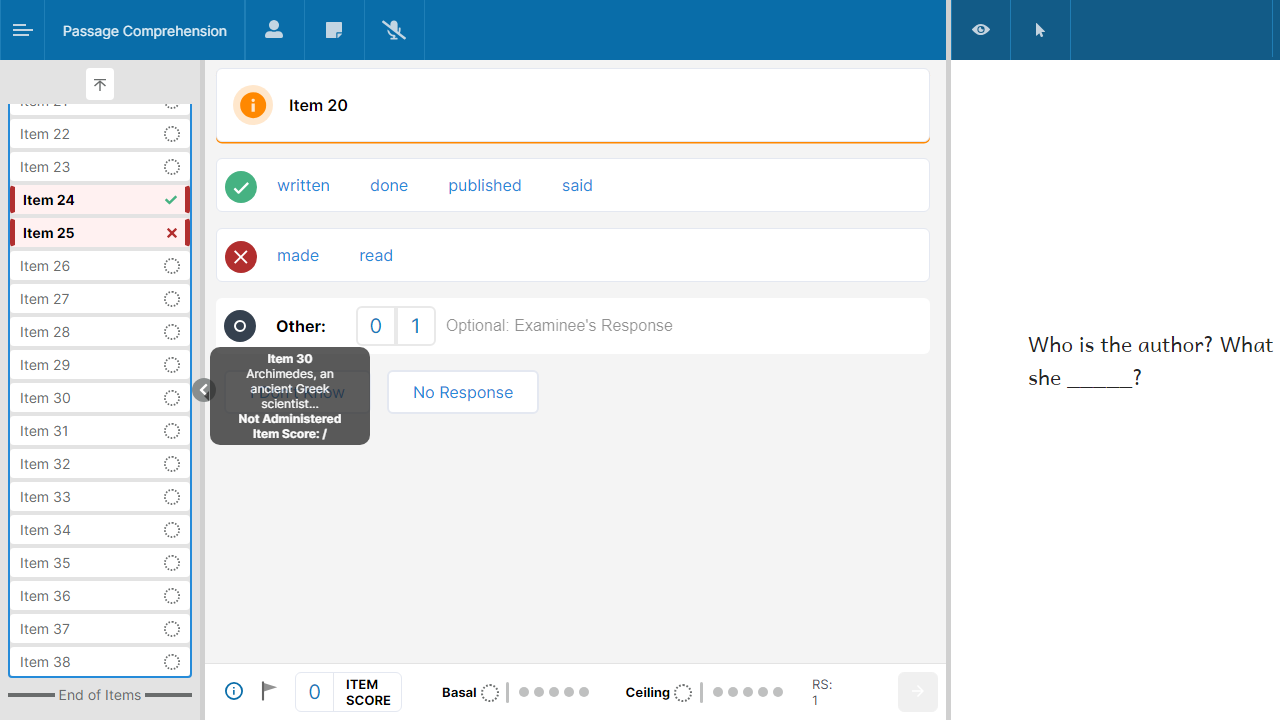 Passage Comprehension
Item 22
Item 23
Item 24
Item 25
Item 26
Item 27
Item 28
Item 29
Item 30
Item 31
Item 32
Item 33
Item 34
Item 35
Item 36
Item 37
Item 38
End of Items
Item 20
written done published said
made read
Other: 0 1 Optional: Examinee's Response
No Response
Item 30
Archimedes, an
ancient Greek
scientist...
Not Administered
Item Score: /
0 ITEM
SCORE
Basal
Ceiling
RS:
1
Who is the author? What
she _____?